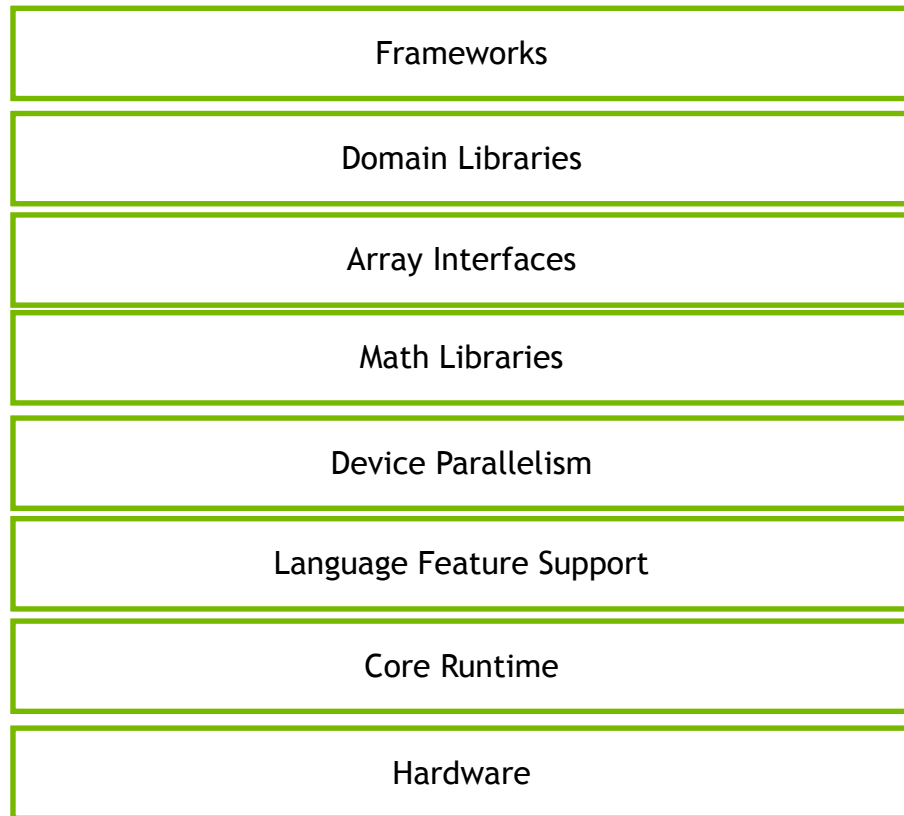 Frameworks
Domain Libraries
Array Interfaces
Math Libraries
Device Parallelism
Language Feature Support
Core Runtime
Hardware